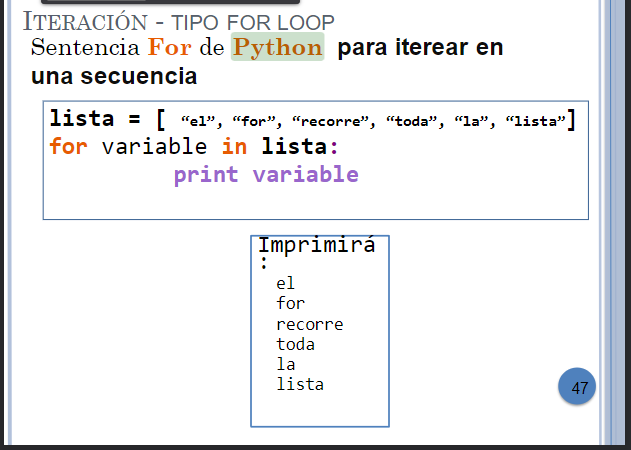 ITERACIÓN - TIPO FOR LOOP
Sentencia For de Python para iterear en
una secuencia
lista = [ “el”, “for”, “recorre”, “toda”, “la”, “lista”]
for variable in lista:
print variable
Imprimirá
:
el
for
recorre
toda
la
lista
47